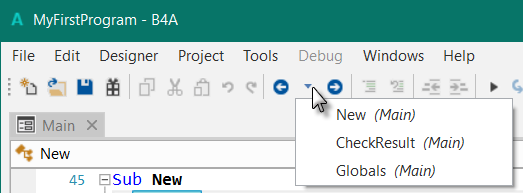 MyFirstProgram - B4A
File Edit Designer Project Tools Debug Windows Help
New (Main)
CheckResult (Main)
Globals (Main)
Main
New
45 Sub New